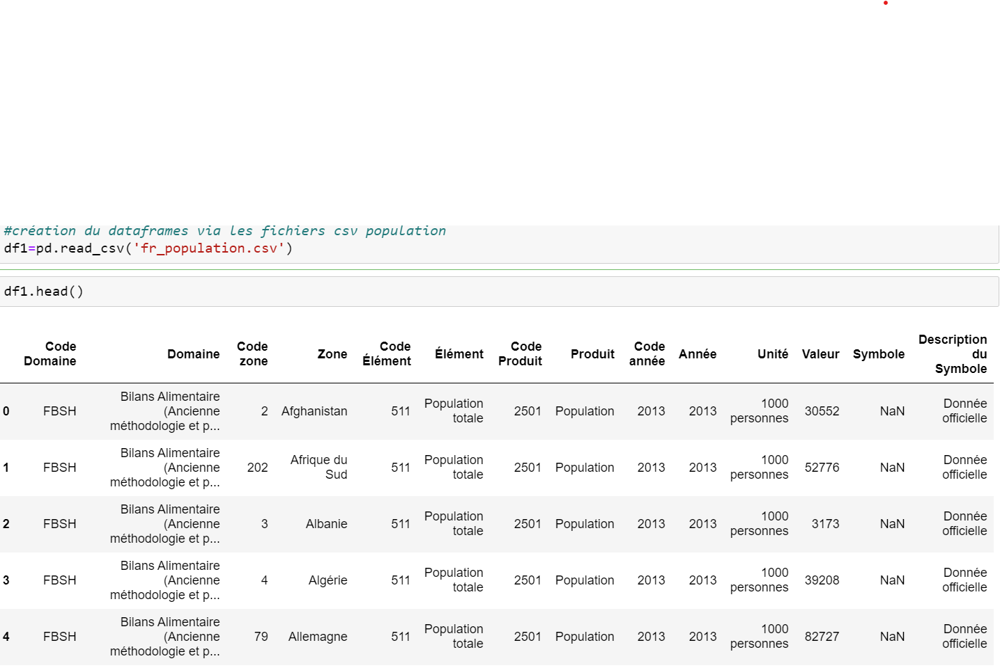 #création du dataframes via les fichiers csv population
df1=pd.read_csv('fr_population.csv')
df1.head()
Code Domaine Domaine Code zone Zone Code Élément Élément Code Produit Produit Code année Année Unité Valeur Symbole Description du Symbole
0 FBSH Bilans Alimentaire (Ancienne méthodologie et p... 2 Afghanistan 511 Population totale 2501 Population 2013 2013 1000 personnes 30552 NaN Donnée officielle
1 FBSH Bilans Alimentaire (Ancienne méthodologie et p... 202 Afrique du Sud 511 Population totale 2501 Population 2013 2013 1000 personnes 52776 NaN Donnée officielle
2 FBSH Bilans Alimentaire (Ancienne méthodologie et p... 3 Albanie 511 Population totale 2501 Population 2013 2013 1000 personnes 3173 NaN Donnée officielle
3 FBSH Bilans Alimentaire (Ancienne méthodologie et p... 4 Algérie 511 Population totale 2501 Population 2013 2013 1000 personnes 39208 NaN Donnée officielle
4 FBSH Bilans Alimentaire (Ancienne méthodologie et p... 79 Allemagne 511 Population totale 2501 Population 2013 2013 1000 personnes 82727 NaN Donnée officielle